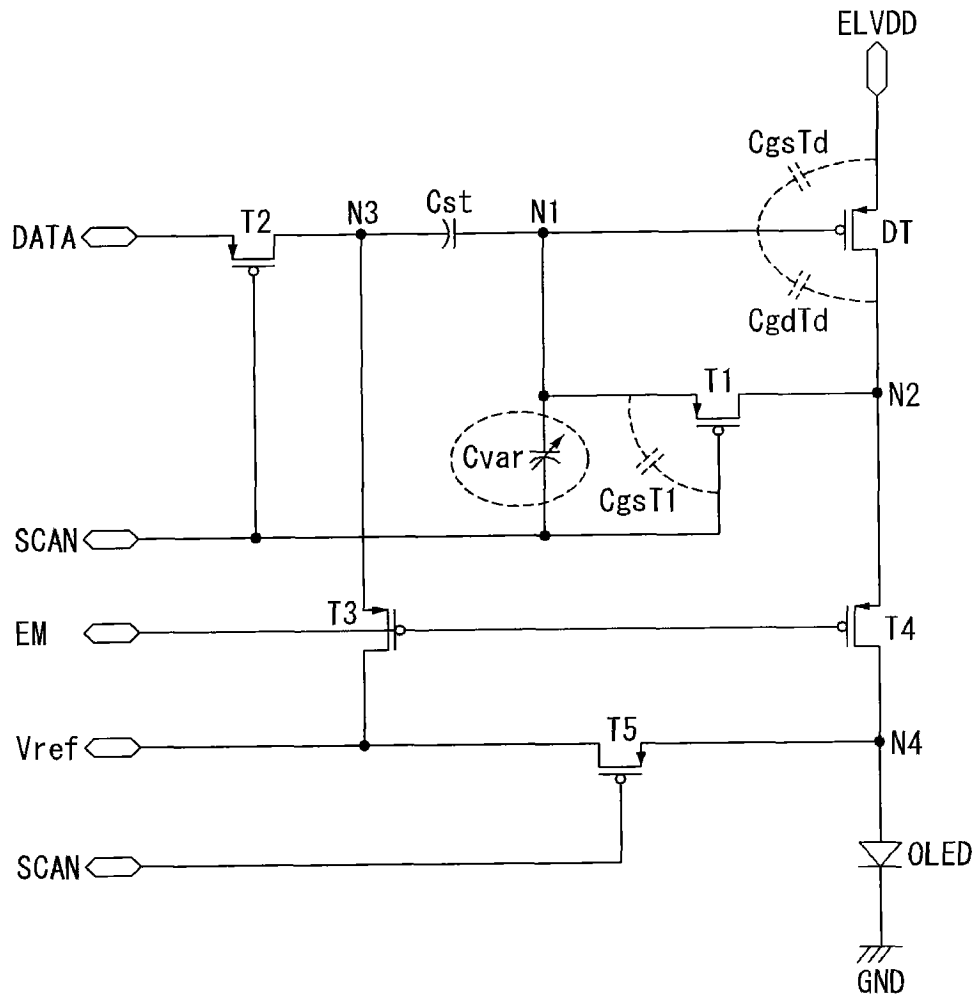 ELVDD
CgsTd
DATA
T2
N3
Cst
N1
DT
CgdTd
T1
N2
Cvar
CgsT1
SCAN
T3
EM
T4
Vref
T5
N4
SCAN
OLED
GND